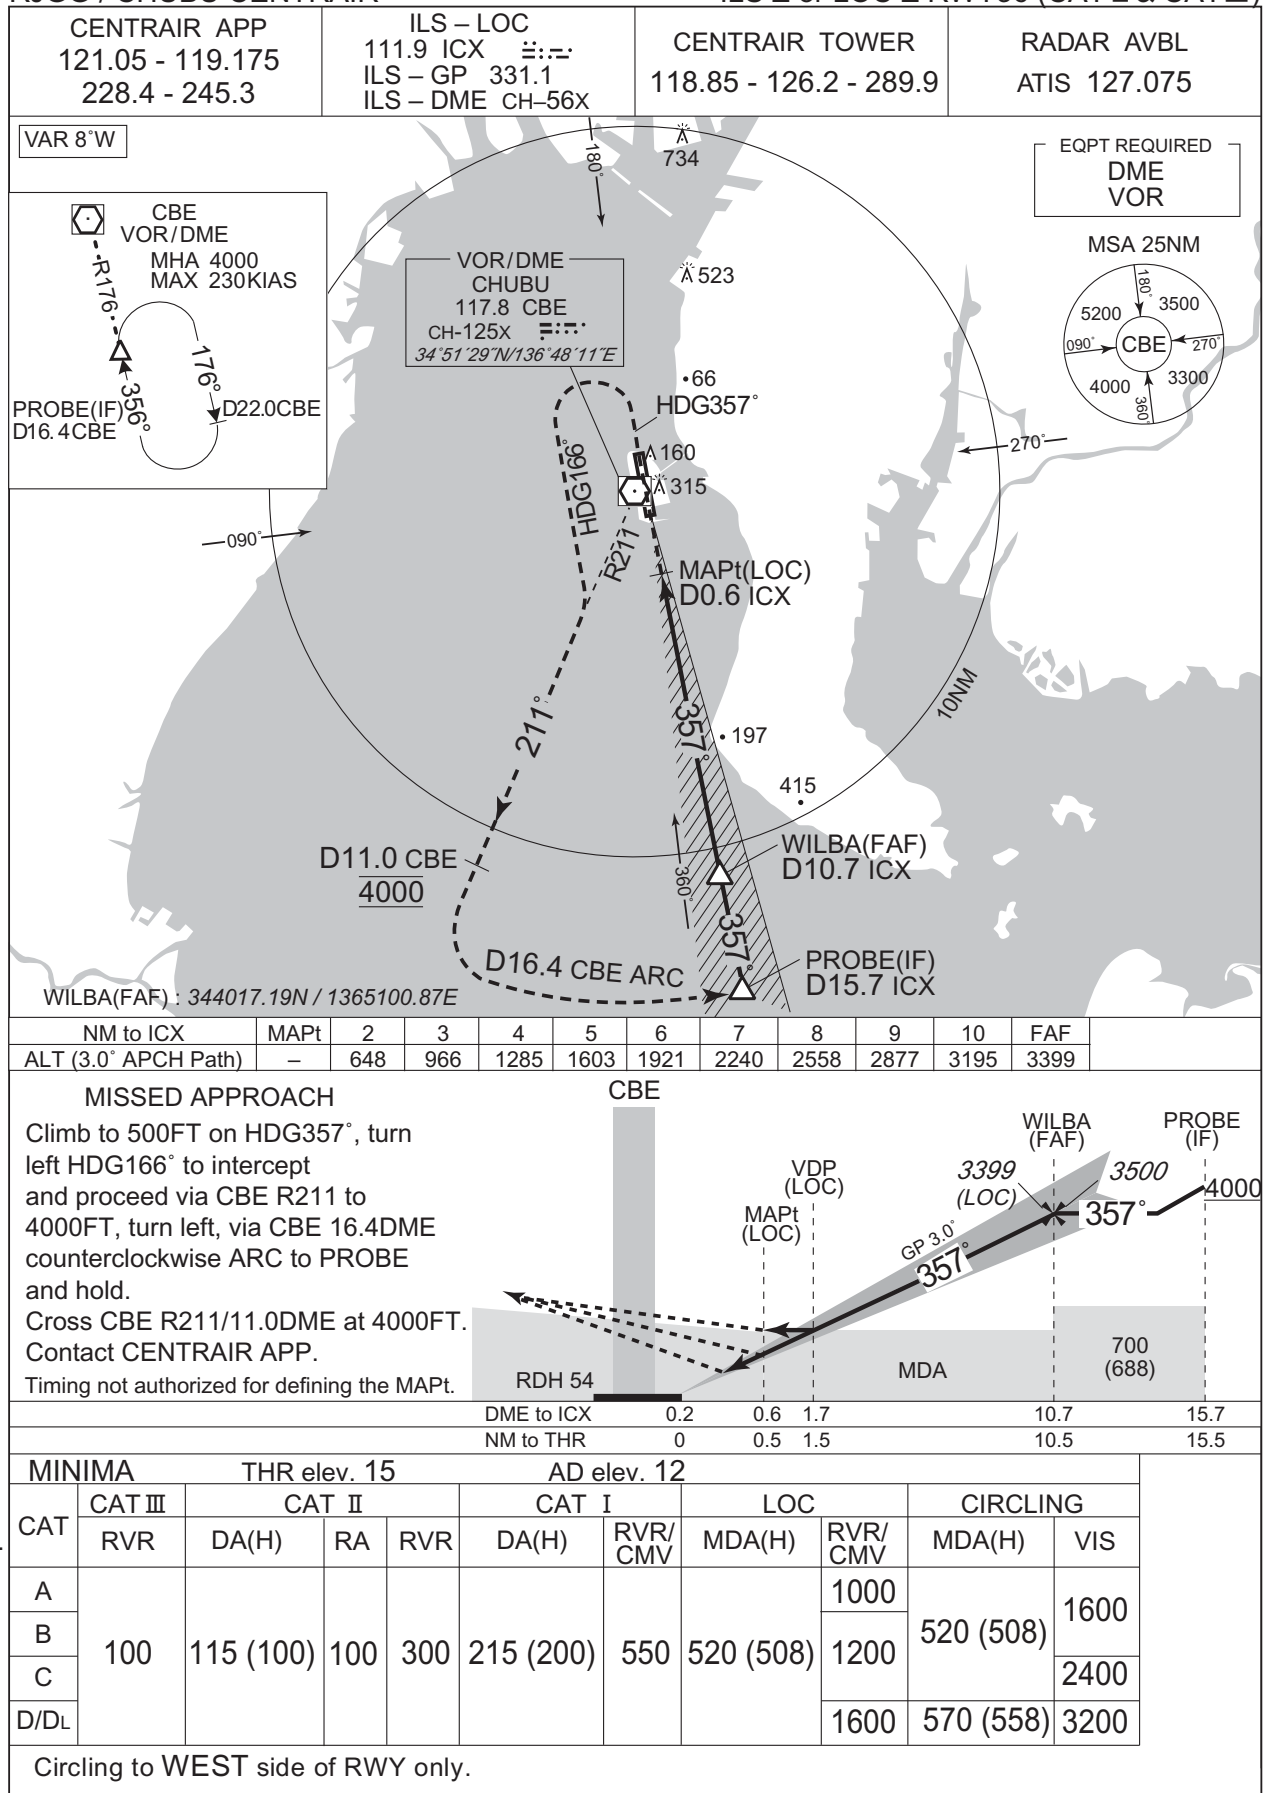 CENTRAIR APP
121.05 - 119.175
228.4 - 245.3
ILS – LOC
111.9 ICX
ILS – GP 331.1
ILS – DME CH–56X
CENTRAIR TOWER
118.85 - 126.2 - 289.9
RADAR AVBL
ATIS 127.075
VAR 8°W
CBE
VOR/DME
MHA 4000
MAX 230KIAS
R176
176°
356°
D22.0CBE
PROBE(IF)
D16.4CBE
180°
734
VOR/DME
CHUBU
117.8 CBE
CH-125X
34°51´29˝N/136°48´11˝E
523
66
HDG357°
160
315
HDG166°
R211
090°
270°
EQPT REQUIRED
DME
VOR
MSA 25NM
180°
5200
3500
090°
CBE
270°
4000
3300
360°
MAPt(LOC)
D0.6 ICX
10NM
357°
197
415
211°
WILBA(FAF)
D10.7 ICX
D11.0 CBE
4000
360°
357°
D16.4 CBE ARC
PROBE(IF)
D15.7 ICX
WILBA(FAF) : 344017.19N / 1365100.87E
NM to ICX MAPt 2 3 4 5 6 7 8 9 10 FAF
ALT (3.0° APCH Path) – 648 966 1285 1603 1921 2240 2558 2877 3195 3399
MISSED APPROACH
Climb to 500FT on HDG357°, turn
left HDG166° to intercept
and proceed via CBE R211 to
4000FT, turn left, via CBE 16.4DME
counterclockwise ARC to PROBE
and hold.
Cross CBE R211/11.0DME at 4000FT.
Contact CENTRAIR APP.
Timing not authorized for defining the MAPt.
CBE
WILBA
(FAF)
PROBE
(IF)
VDP
(LOC)
MAPt
(LOC)
3399
(LOC)
3500
4000
357°
GP 3.0°
357°
RDH 54
MDA
700
(688)
DME to ICX 0.2 0.6 1.7 10.7 15.7
NM to THR 0 0.5 1.5 10.5 15.5
MINIMA THR elev. 15 AD elev. 12
CAT CAT Ⅲ CAT Ⅱ CAT Ⅰ LOC CIRCLING
RVR DA(H) RA RVR DA(H) RVR/CMV MDA(H) RVR/CMV MDA(H) VIS
A 1000
B 100 115 (100) 100 300 215 (200) 550 520 (508) 1200 520 (508) 1600
C 2400
D/DL 1600 570 (558) 3200
Circling to WEST side of RWY only.